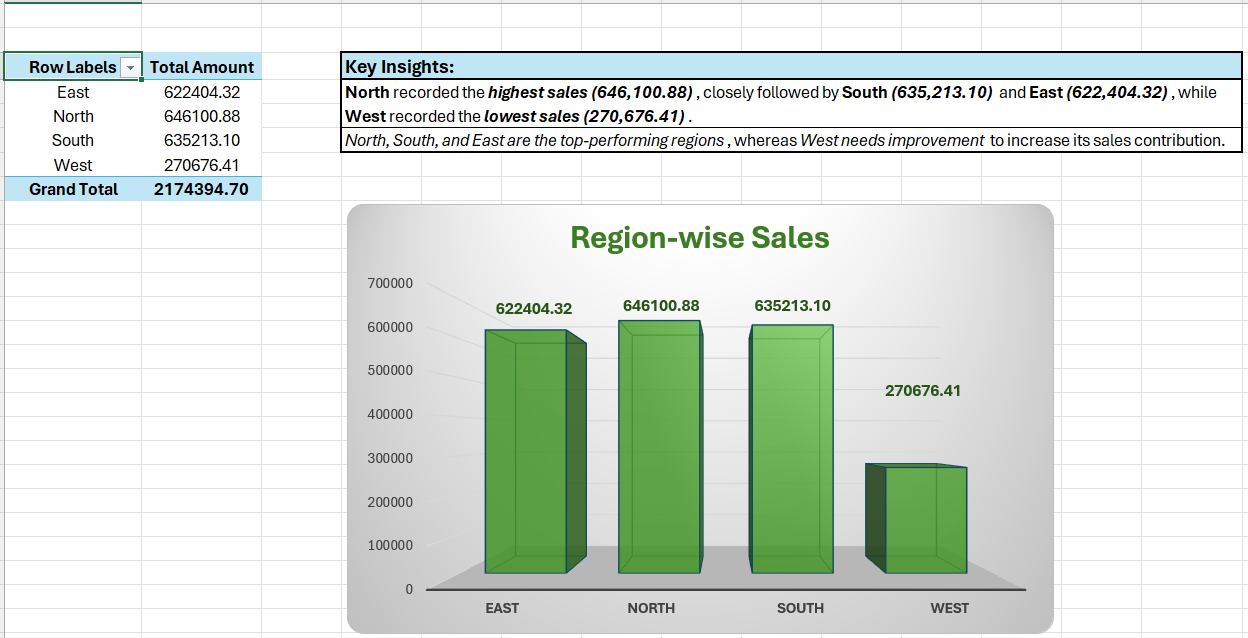 Row Labels Total Amount
East 622404.32
North 646100.88
South 635213.10
West 270676.41
Grand Total 2174394.70
Key Insights:
North recorded the highest sales (646,100.88) , closely followed by South (635,213.10) and East (622,404.32) , while
West recorded the lowest sales (270,676.41) .
North, South, and East are the top-performing regions , whereas West needs improvement to increase its sales contribution.
Region-wise Sales
700000
600000
500000
400000
300000
200000
100000
0
622404.32 646100.88 635213.10 270676.41
EAST NORTH SOUTH WEST